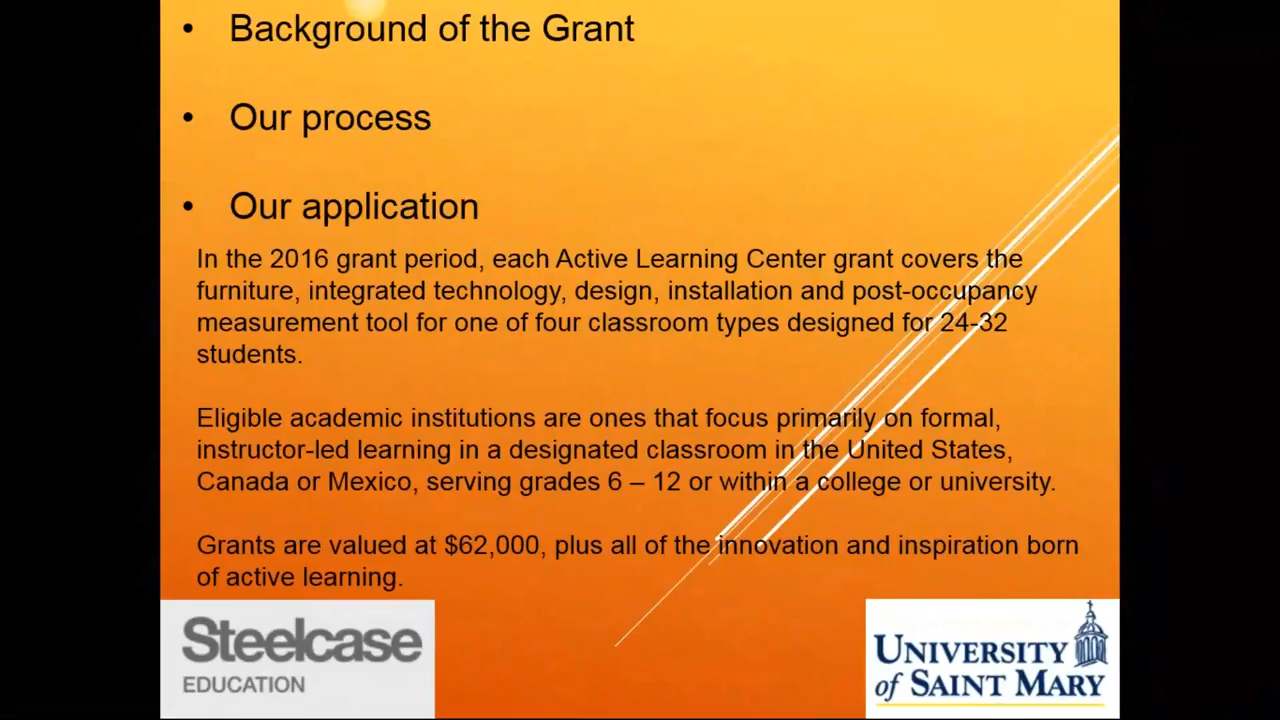 • Background of the Grant
• Our process
• Our application
In the 2016 grant period, each Active Learning Center grant covers the
furniture, integrated technology, design, installation and post-occupancy
measurement tool for one of four classroom types designed for 24-32
students.
Eligible academic institutions are ones that focus primarily on formal,
instructor-led learning in a designated classroom in the United States,
Canada or Mexico, serving grades 6 – 12 or within a college or university.
Grants are valued at $62,000, plus all of the innovation and inspiration born
of active learning.
Steelcase
EDUCATION
UNIVERSITY
of SAINT MARY